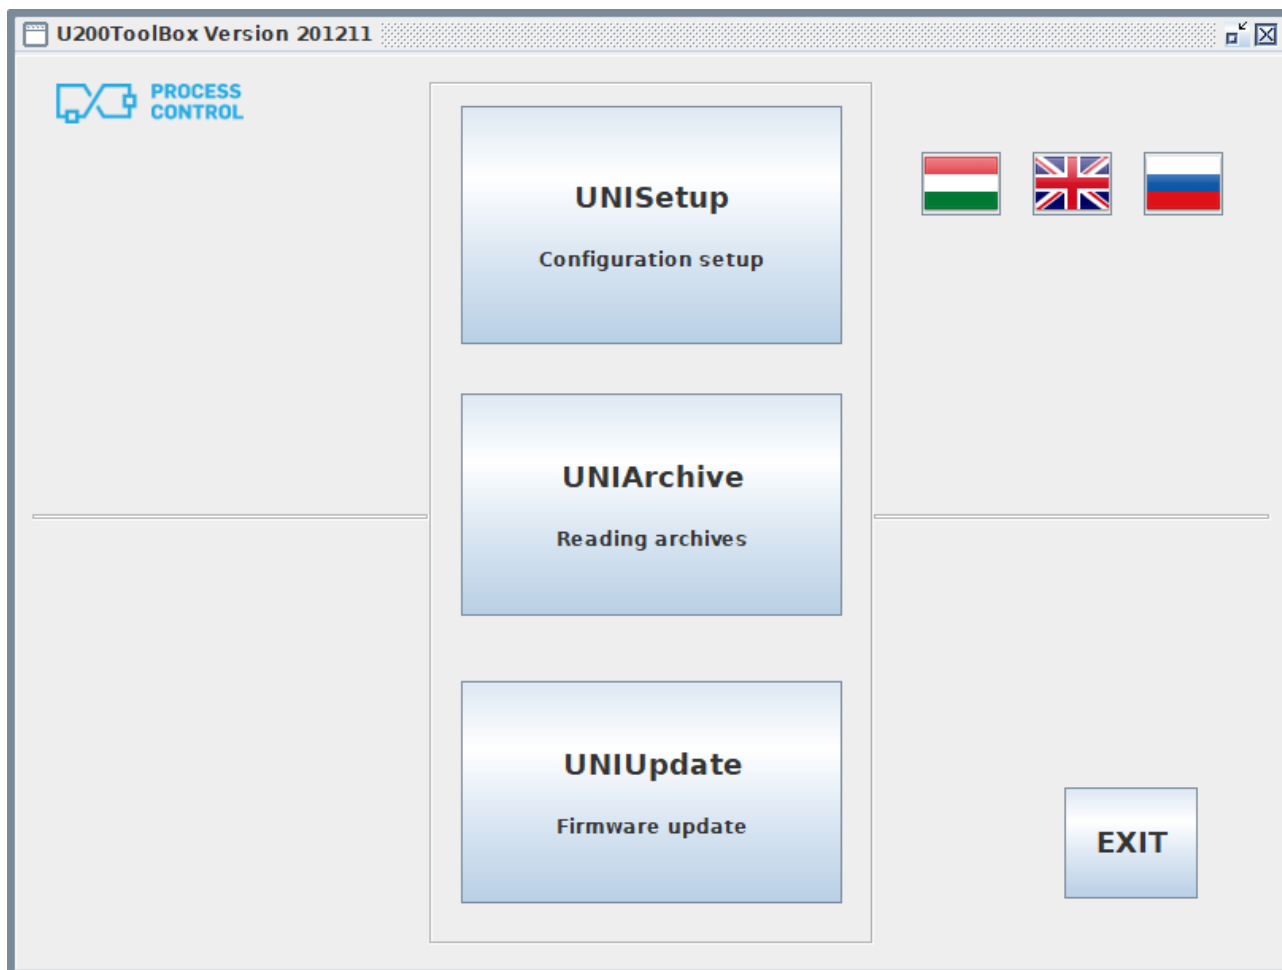 U200ToolBox Version 201211
PROCESS
CONTROL
UNISetup
Configuration setup
UNIArchive
Reading archives
UNIUpdate
Firmware update
EXIT